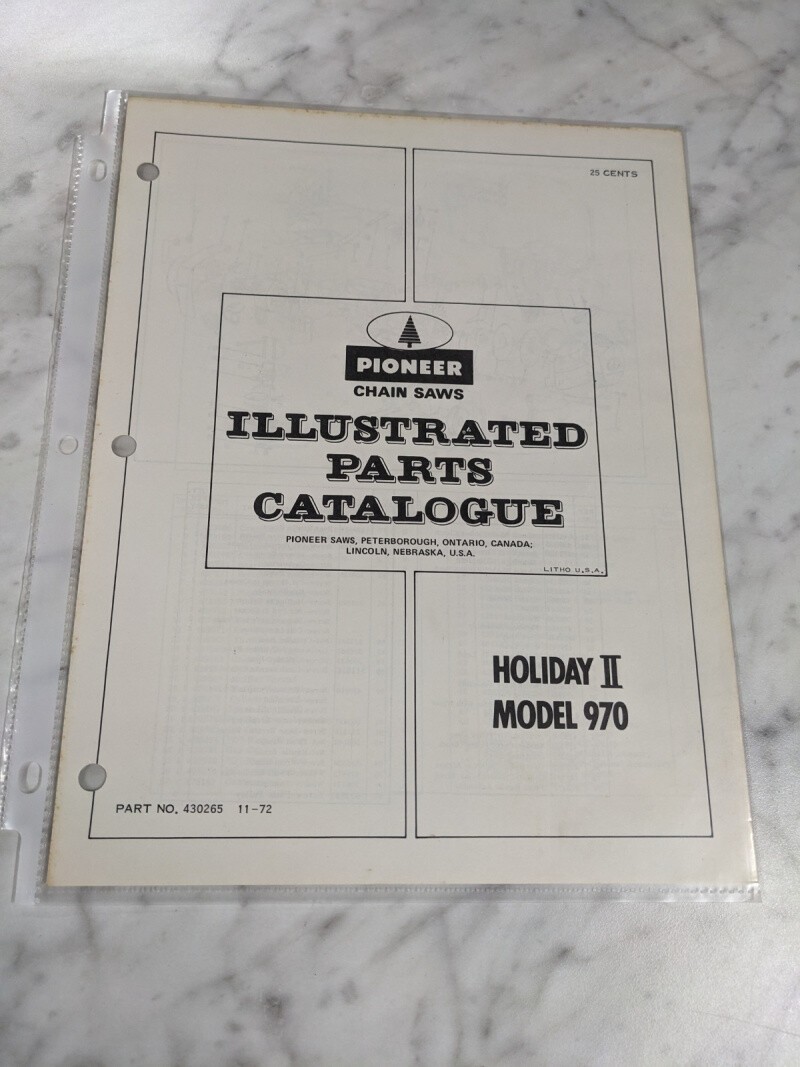 25 CENTS
PIONEER
CHAIN SAWS
ILLUSTRATED
PARTS
CATALOGUE
PIONEER SAWS, PETERBOROUGH, ONTARIO, CANADA;
LINCOLN, NEBRASKA, U.S.A.
LITHO U.S.A.
HOLIDAY II
MODEL 970
PART NO. 430265 11-72